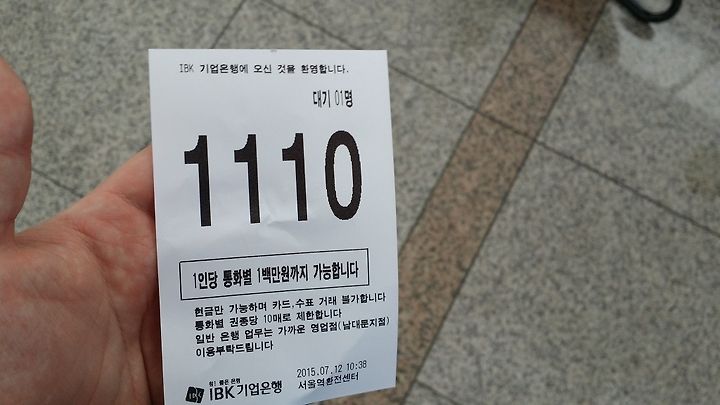 IBK 기업은행에 오신 것을 환영합니다.
대기 01명
1110
1인당 통화별 1백만원까지 가능합니다
현금만 가능하며 카드,수표 거래 불가합니다
통화별 권종당 10매로 제한합니다
일반 은행 업무는 가까운 영업점(남대문지점)
이용부탁드립니다
2015.07.12 10:38
참! 좋은 은행
IBK기업은행 서울역환전센터